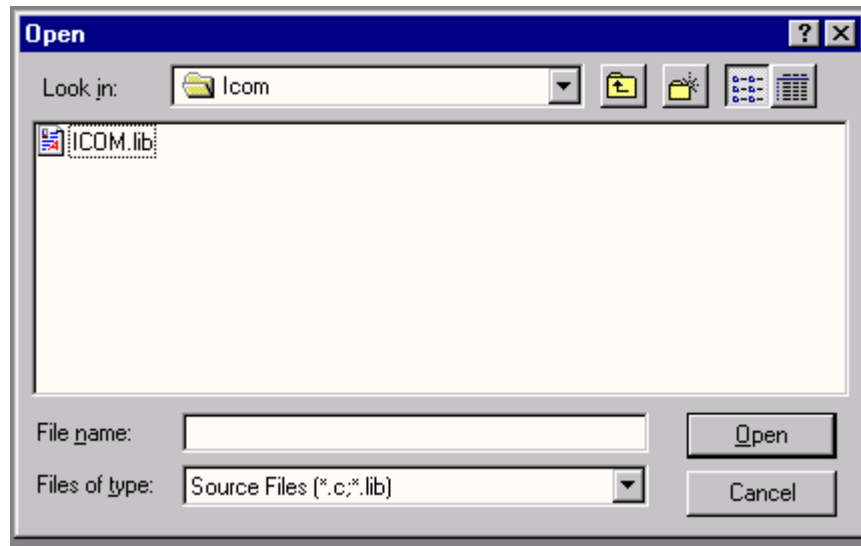 Open
Look in: Icom
ICOM.lib
File name: Open
Files of type: Source Files (*.c;*.lib) Cancel